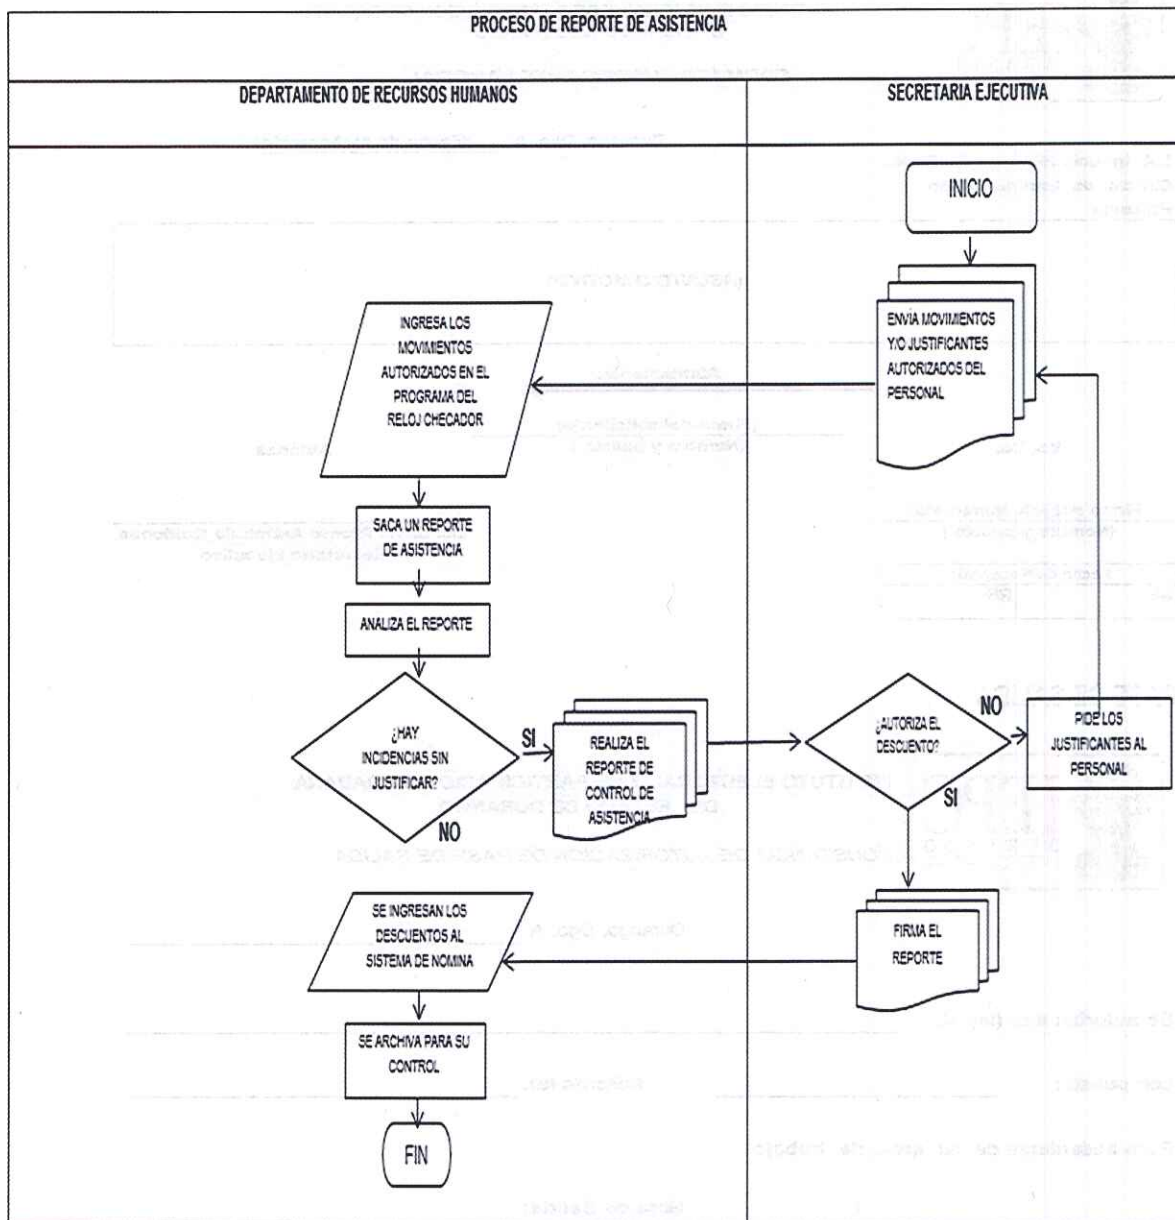 PROCESO DE REPORTE DE ASISTENCIA
DEPARTAMENTO DE RECURSOS HUMANOS
SECRETARIA EJECUTIVA
INICIO
ENVÍA MOVIMIENTOS
Y/O JUSTIFICANTES
AUTORIZADOS DEL
PERSONAL
INGRESA LOS
MOVIMIENTOS
AUTORIZADOS EN EL
PROGRAMA DEL
RELOJ CHECADOR
SACA UN REPORTE
DE ASISTENCIA
ANALIZA EL REPORTE
¿HAY
INCIDENCIAS SIN
JUSTIFICAR?
SI
NO
REALIZA EL
REPORTE DE
CONTROL DE
ASISTENCIA
¿AUTORIZA EL
DESCUENTO?
NO
SI
PIDE LOS
JUSTIFICANTES AL
PERSONAL
FIRMA EL
REPORTE
SE INGRESAN LOS
DESCUENTOS AL
SISTEMA DE NOMINA
SE ARCHIVA PARA SU
CONTROL
FIN